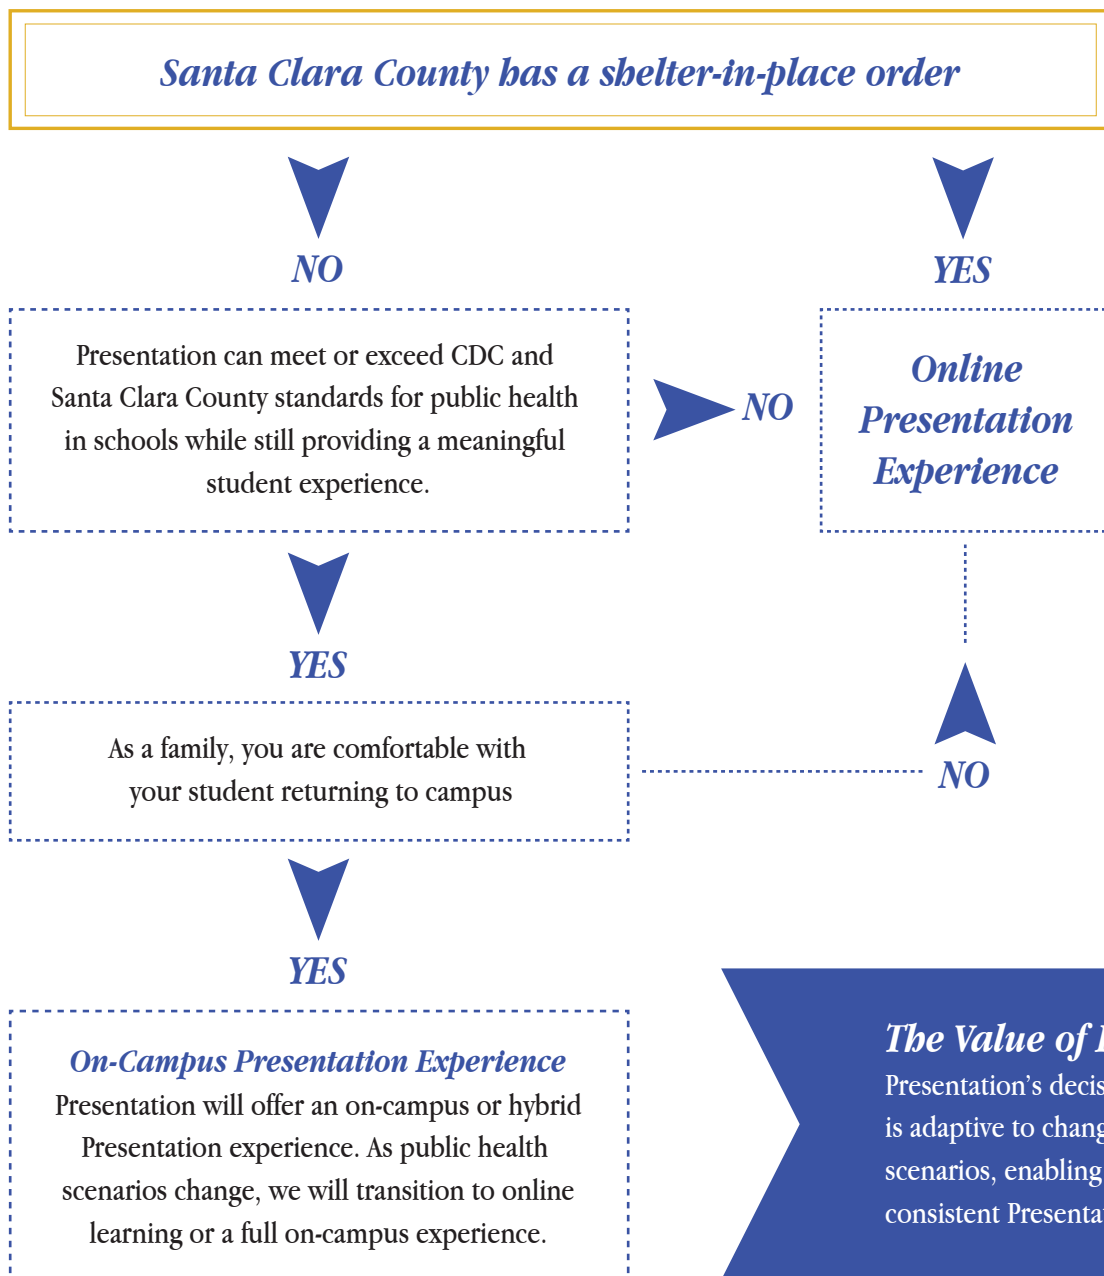 Santa Clara County has a shelter-in-place order
NO
YES
Presentation can meet or exceed CDC and
Santa Clara County standards for public health
in schools while still providing a meaningful
student experience.
NO
Online
Presentation
Experience
YES
As a family, you are comfortable with
your student returning to campus
NO
YES
On-Campus Presentation Experience
Presentation will offer an on-campus or hybrid
Presentation experience. As public health
scenarios change, we will transition to online
learning or a full on-campus experience.
The Value of
Presentation’s
is adaptive to
scenarios, enabling
consistent